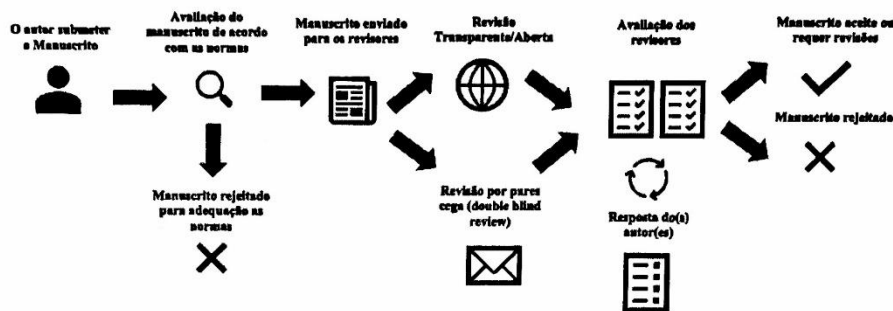 O autor submeter
o Manuscrito
Avaliação do
manuscrito de acordo
com as normas
Manuscrito rejeitado
para adequação as
normas
Manuscrito enviado
para os revisores
Revisão
Transparente/Aberta
Revisão por pares
cega (double blind
review)
Avaliação dos
revisores
Resposta do(s)
autor(es)
Manuscrito aceito ou
requer revisões
Manuscrito rejeitado